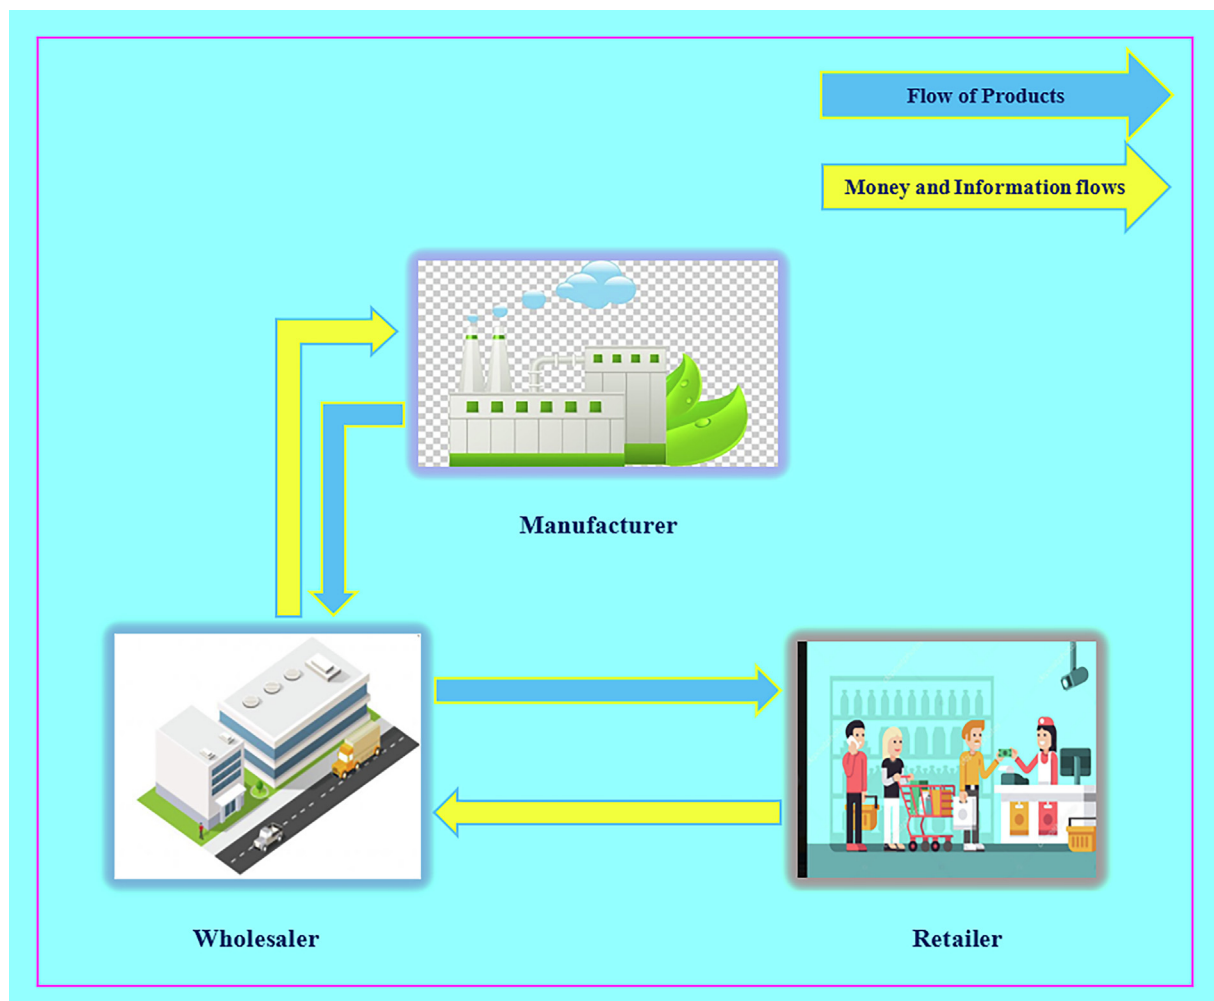 Flow of Products
Money and Information flows
Manufacturer
Wholesaler
Retailer